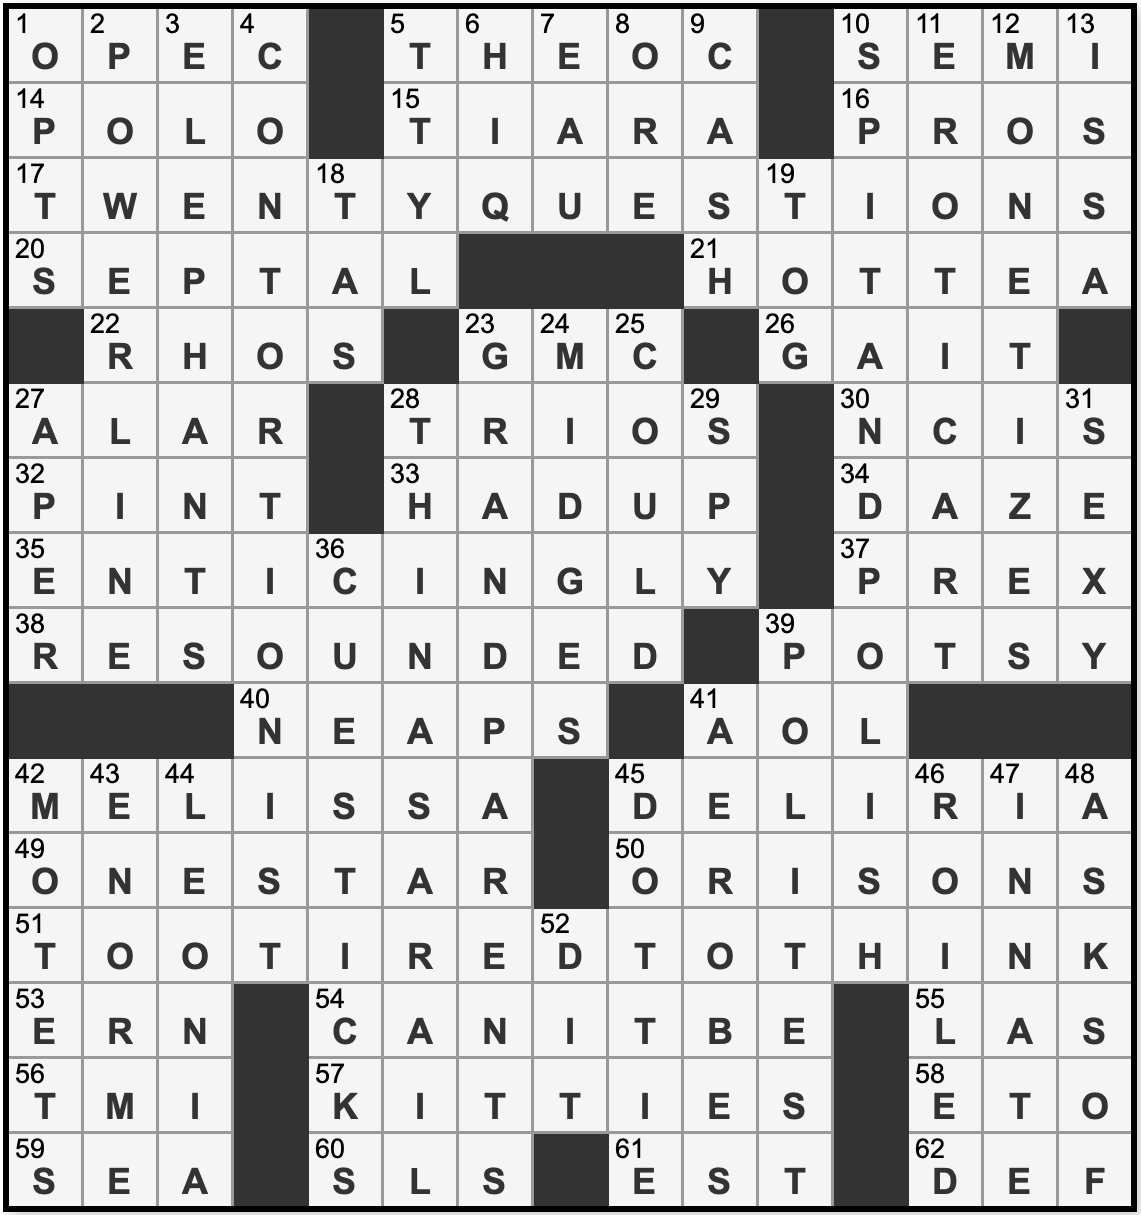 1 2 3 4 5 6 7 8 9 10 11 12 13
O P E C T H E O C S E M I
14 15 16
P O L O T I A R A P R O S
17 18 19
T W E N T Y Q U E S T I O N S
20 21
S E P T A L H O T T E A
22 23 24 25 26
R H O S G M C G A I T
27 28 29 30 31
A L A R T R I O S N C I S
32 33 34
P I N T H A D U P D A Z E
35 36 37
E N T I C I N G L Y P R E X
38 39
R E S O U N D E D P O T S Y
40 41
N E A P S A O L
42 43 44 45 46 47 48
M E L I S S A D E L I R I A
49 50
O N E S T A R O R I S O N S
51 52
T O O T I R E D T O T H I N K
53 54 55
E R N C A N I T B E L A S
56 57 58
T M I K I T T I E S E T O
59 60 61 62
S E A S L S E S T D E F